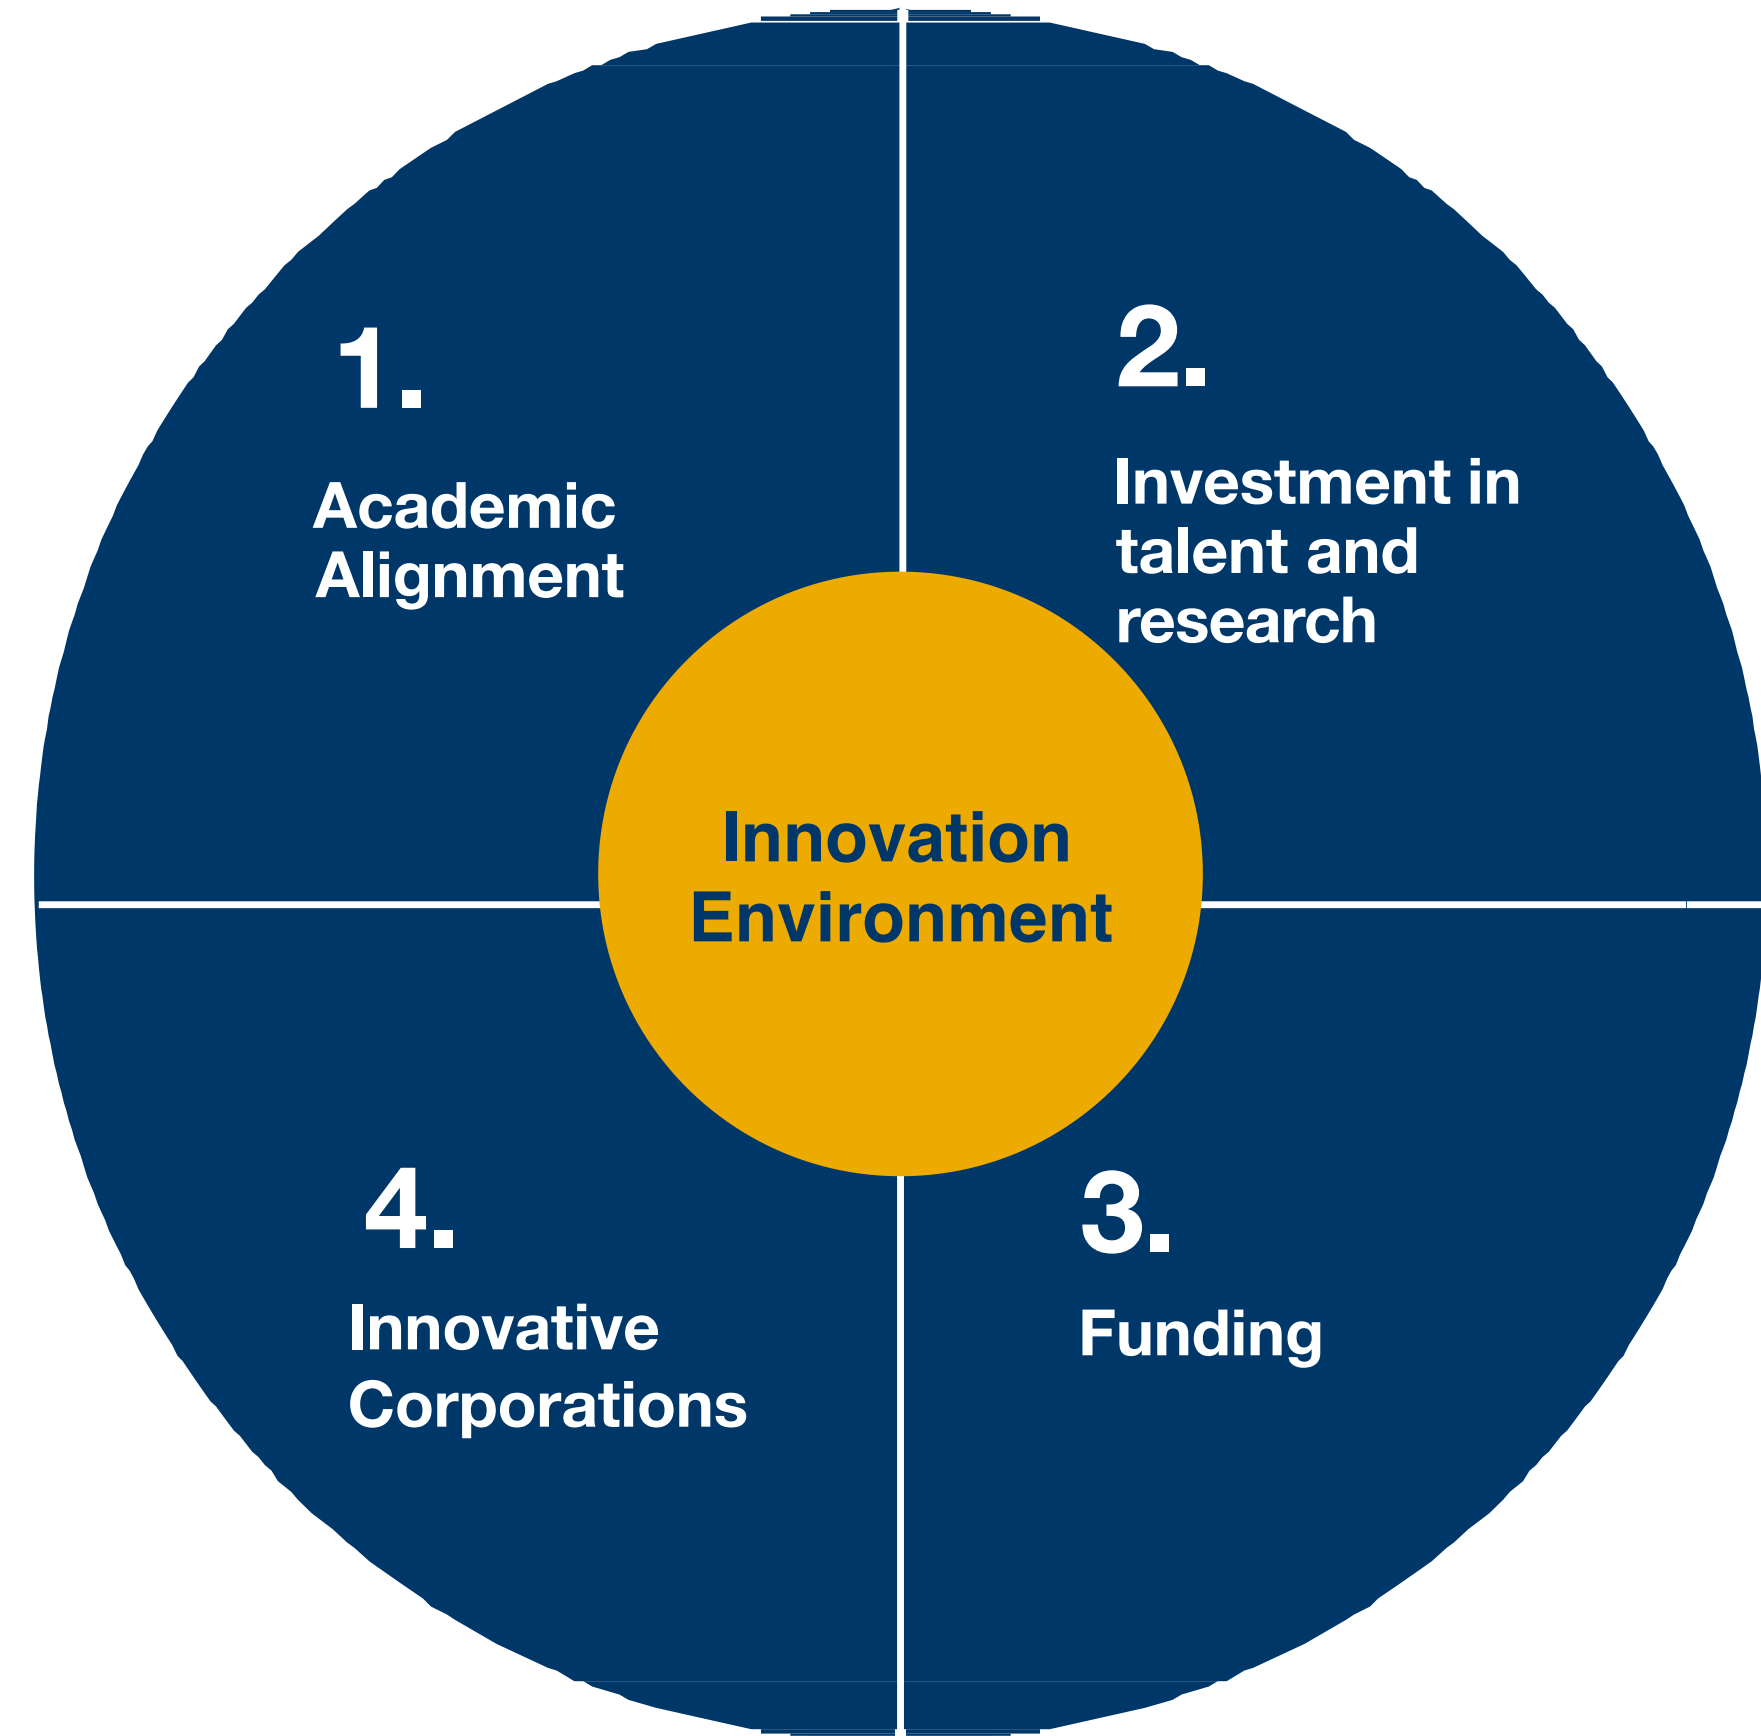 1.
Academic
Alignment
2.
Investment in
talent and
research
Innovation
Environment
3.
Funding
4.
Innovative
Corporations